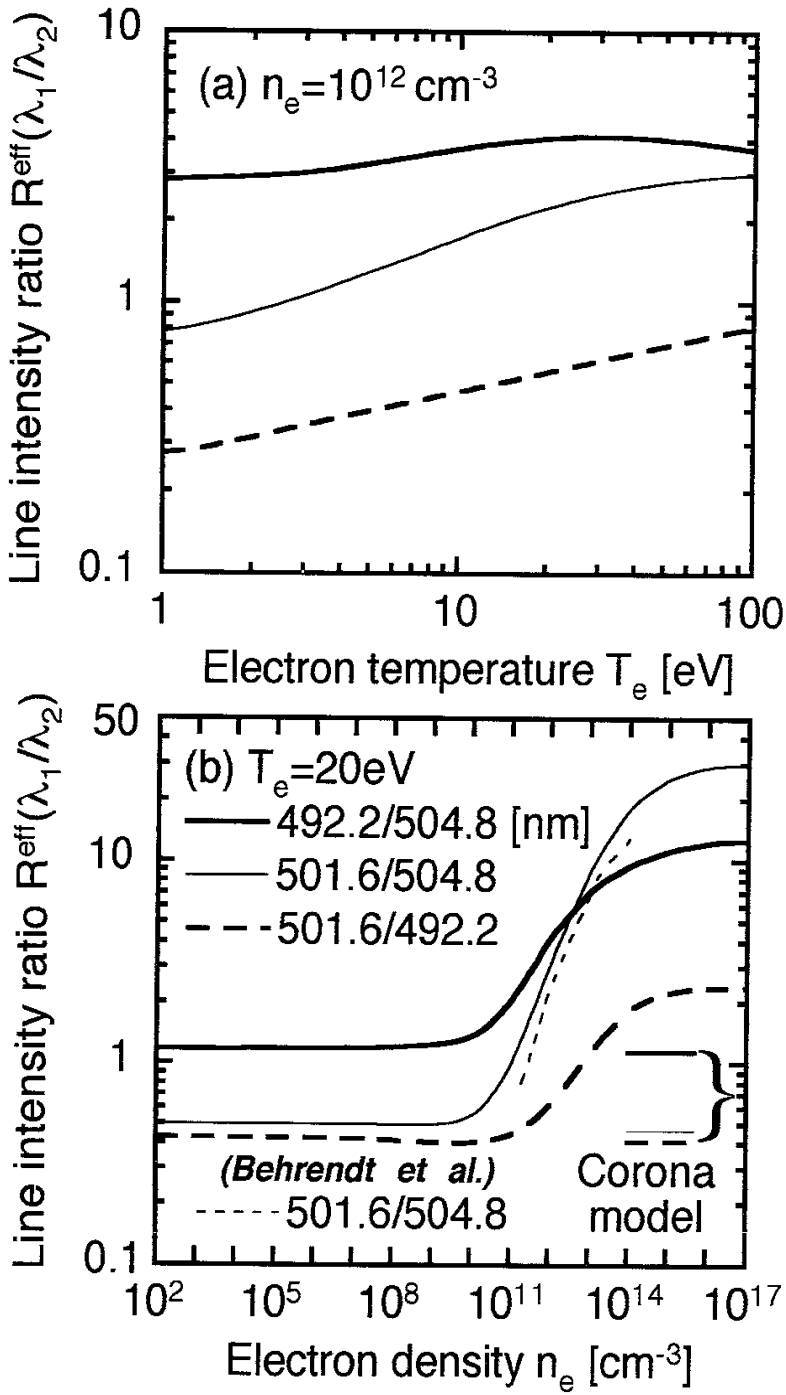 10
(a) nₑ=10¹² cm⁻³
Line intensity ratio Rᵉᶠᶠ(λ₁/λ₂)
1
0.1
1 10 100
Electron temperature Tₑ [eV]
50
(b) Tₑ=20eV
492.2/504.8 [nm]
10
501.6/504.8
501.6/492.2
Line intensity ratio Rᵉᶠᶠ(λ₁/λ₂)
1
(Behrendt et al.)
501.6/504.8
Corona
model
0.1
10² 10⁵ 10⁸ 10¹¹ 10¹⁴ 10¹⁷
Electron density nₑ [cm⁻³]